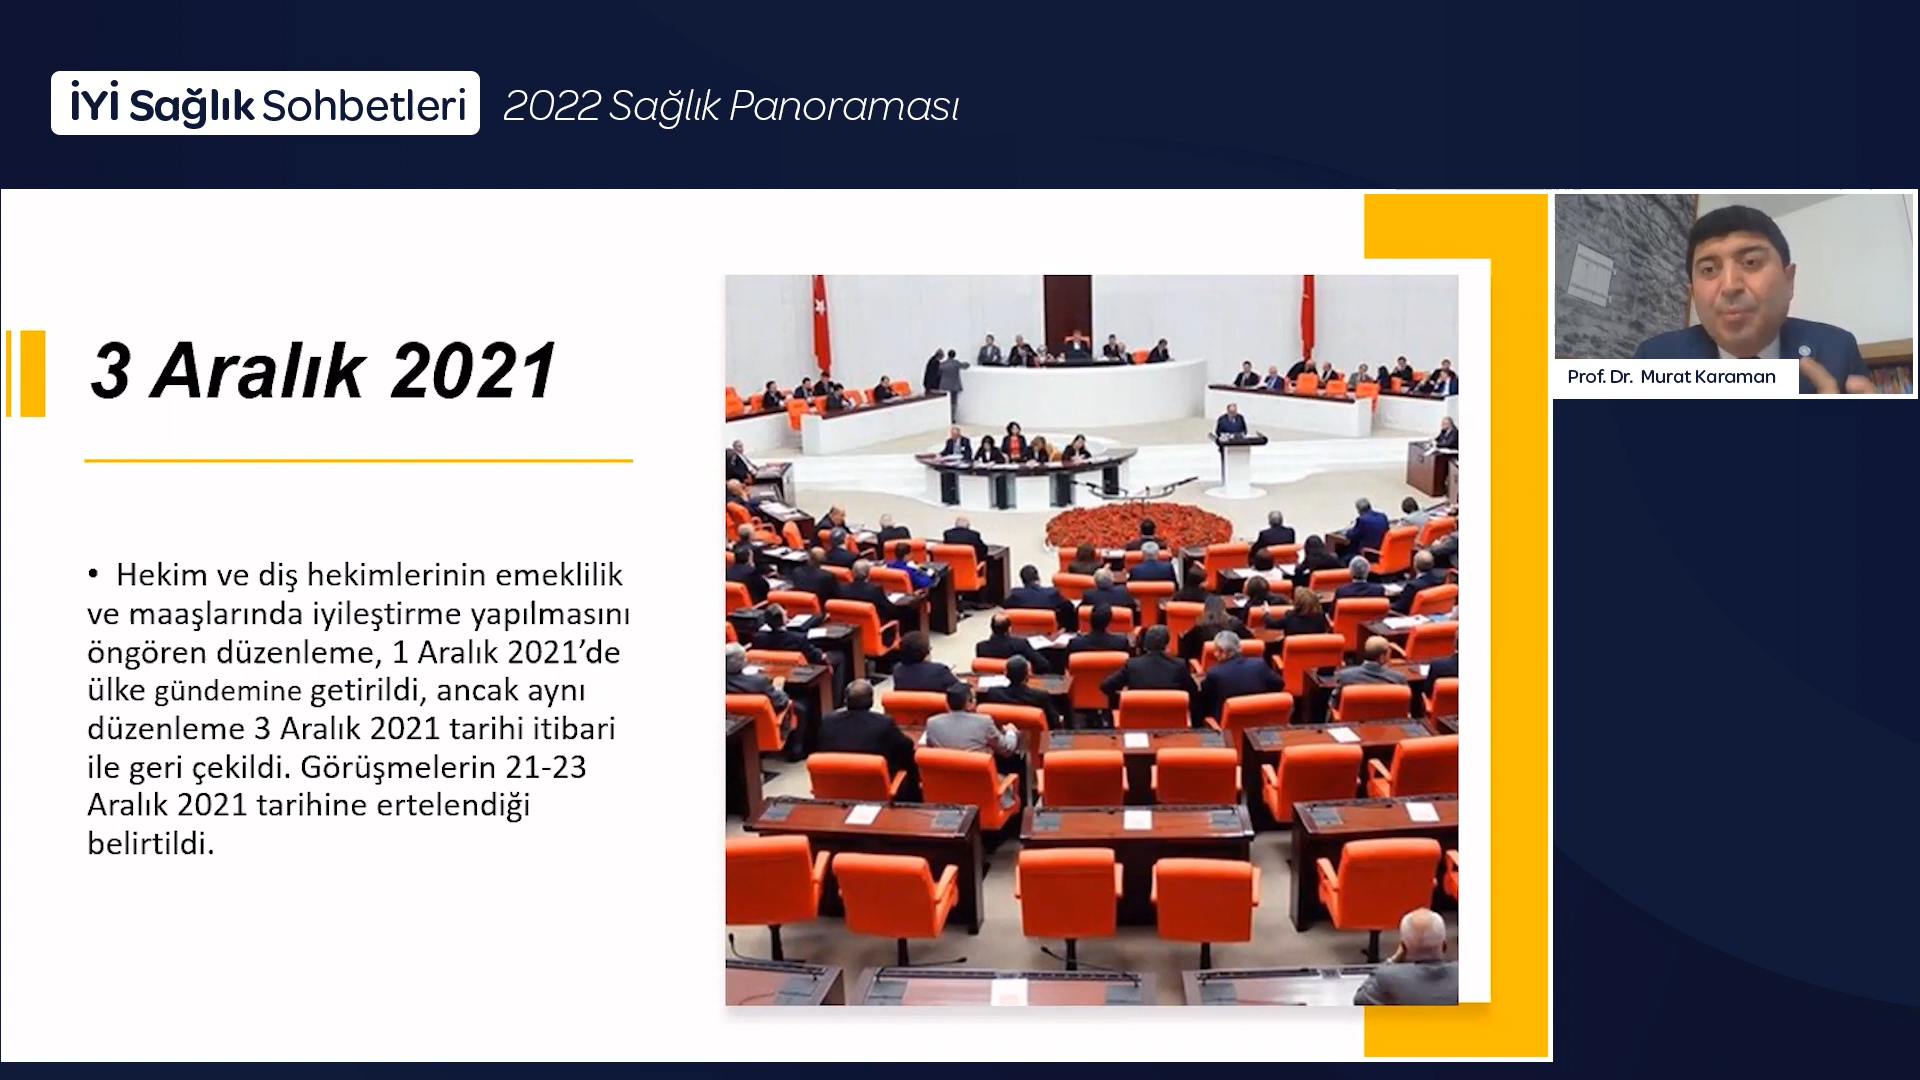 İYİ Sağlık Sohbetleri 2022 Sağlık Panoraması
3 Aralık 2021
• Hekim ve diş hekimlerinin emeklilik
ve maaşlarında iyileştirme yapılmasını
öngören düzenleme, 1 Aralık 2021’de
ülke gündemine getirildi, ancak aynı
düzenleme 3 Aralık 2021 tarihi itibari
ile geri çekildi. Görüşmelerin 21-23
Aralık 2021 tarihine ertelendiği
belirtildi.
Prof. Dr. Murat Karaman